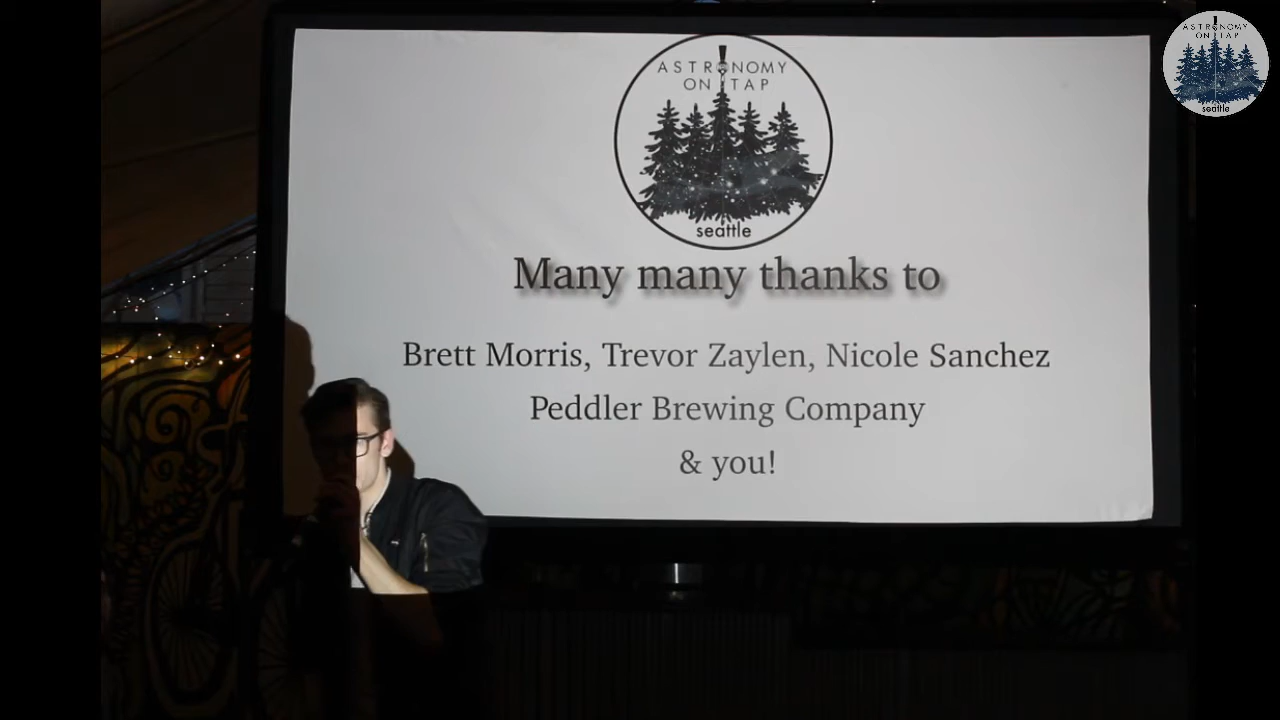 ASTRONOMY
ON TAP
seattle
Many many thanks to
Brett Morris, Trevor Zaylen, Nicole Sanchez
Peddler Brewing Company
& you!
ASTRONOMY
ON TAP
seattle